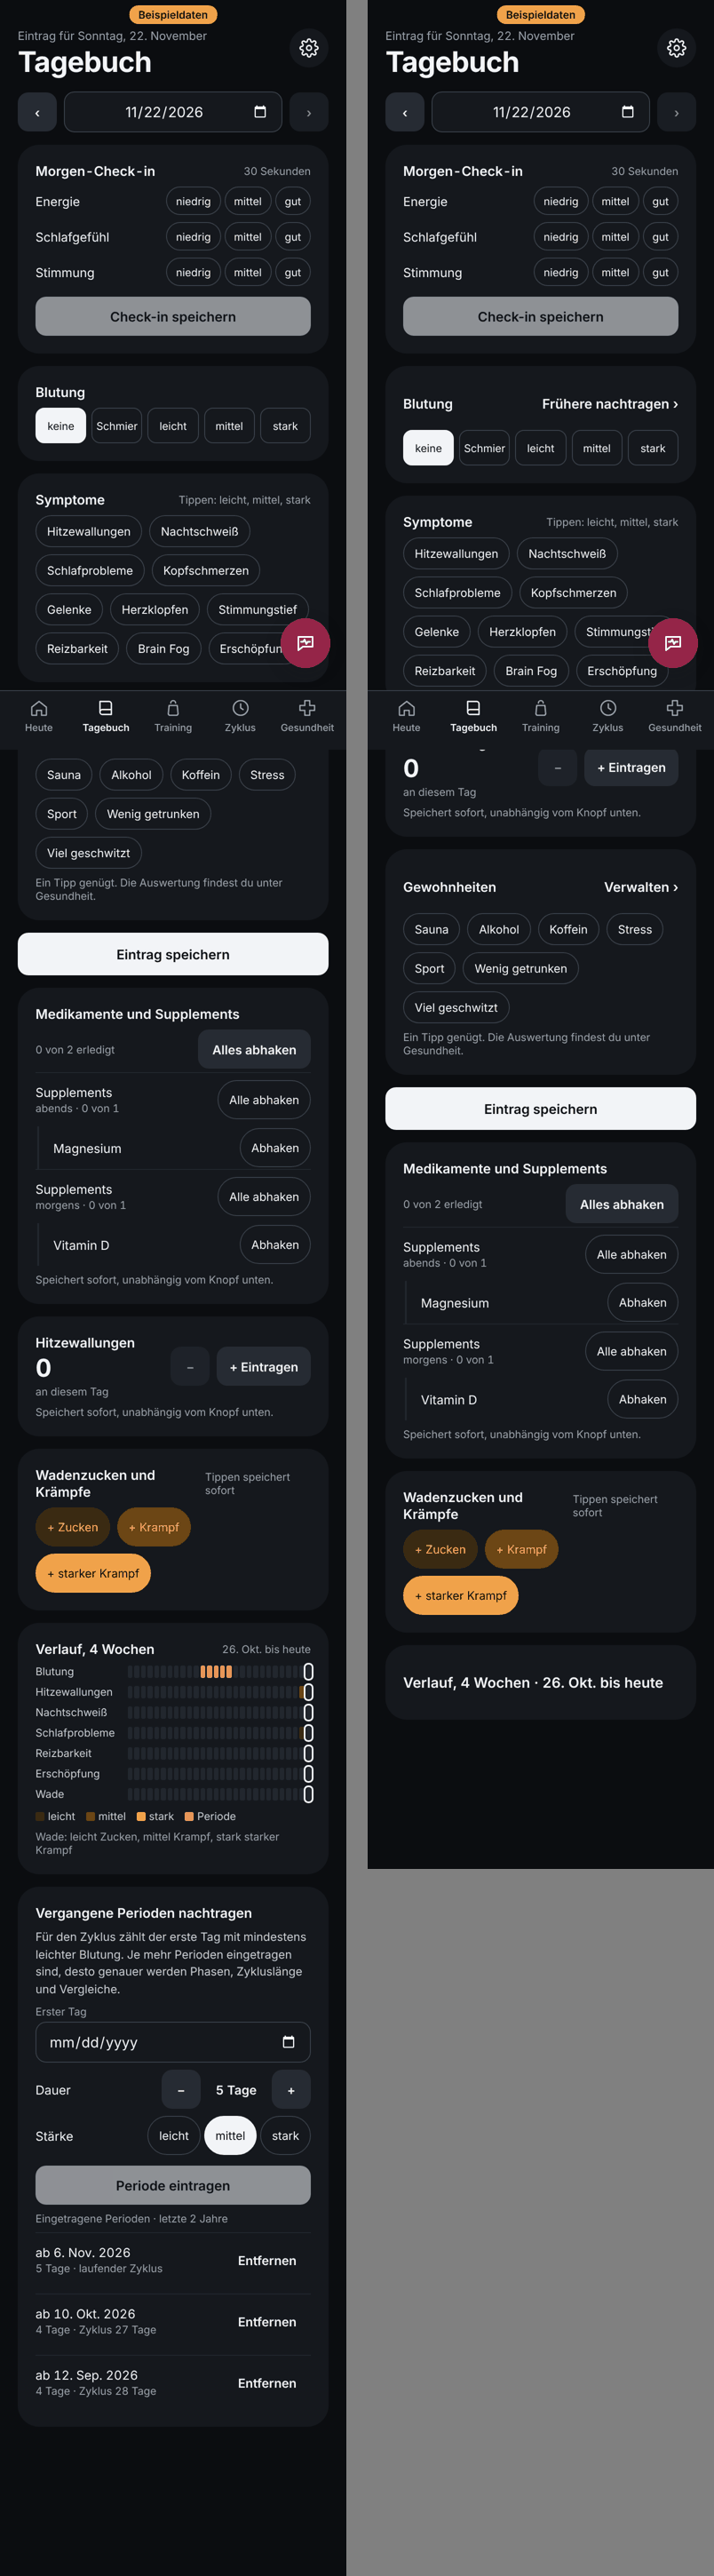 Beispieldaten
Eintrag für Sonntag, 22. November
Tagebuch
‹
11/22/2026
›
Morgen-Check-in
30 Sekunden
Energie
niedrig
mittel
gut
Schlafgefühl
niedrig
mittel
gut
Stimmung
niedrig
mittel
gut
Check-in speichern
Blutung
keine
Schmier
leicht
mittel
stark
Symptome
Tippen: leicht, mittel, stark
Hitzewallungen
Nachtschweiß
Schlafprobleme
Kopfschmerzen
Gelenke
Herzklopfen
Stimmungstief
Reizbarkeit
Brain Fog
Erschöpfun
Heute
Tagebuch
Training
Zyklus
Gesundheit
Sauna
Alkohol
Koffein
Stress
Sport
Wenig getrunken
Viel geschwitzt
Ein Tipp genügt. Die Auswertung findest du unter
Gesundheit.
Eintrag speichern
Medikamente und Supplements
0 von 2 erledigt
Alles abhaken
Supplements
abends · 0 von 1
Alle abhaken
Magnesium
Abhaken
Supplements
morgens · 0 von 1
Alle abhaken
Vitamin D
Abhaken
Speichert sofort, unabhängig vom Knopf unten.
Hitzewallungen
0
an diesem Tag
–
+ Eintragen
Speichert sofort, unabhängig vom Knopf unten.
Wadenzucken und
Krämpfe
Tippen speichert
sofort
+ Zucken
+ Krampf
+ starker Krampf
Verlauf, 4 Wochen
26. Okt. bis heute
Blutung
Hitzewallungen
Nachtschweiß
Schlafprobleme
Reizbarkeit
Erschöpfung
Wade
leicht
mittel
stark
Periode
Wade: leicht Zucken, mittel Krampf, stark starker
Krampf
Vergangene Perioden nachtragen
Für den Zyklus zählt der erste Tag mit mindestens
leichter Blutung. Je mehr Perioden eingetragen
sind, desto genauer werden Phasen, Zykluslänge
und Vergleiche.
Erster Tag
mm/dd/yyyy
Dauer
–
5 Tage
+
Stärke
leicht
mittel
stark
Periode eintragen
Eingetragene Perioden · letzte 2 Jahre
ab 6. Nov. 2026
5 Tage · laufender Zyklus
Entfernen
ab 10. Okt. 2026
4 Tage · Zyklus 27 Tage
Entfernen
ab 12. Sep. 2026
4 Tage · Zyklus 28 Tage
Entfernen
Beispieldaten
Eintrag für Sonntag, 22. November
Tagebuch
‹
11/22/2026
›
Morgen-Check-in
30 Sekunden
Energie
niedrig
mittel
gut
Schlafgefühl
niedrig
mittel
gut
Stimmung
niedrig
mittel
gut
Check-in speichern
Blutung
Frühere nachtragen ›
keine
Schmier
leicht
mittel
stark
Symptome
Tippen: leicht, mittel, stark
Hitzewallungen
Nachtschweiß
Schlafprobleme
Kopfschmerzen
Gelenke
Herzklopfen
Stimmungsti
Reizbarkeit
Brain Fog
Erschöpfung
Heute
Tagebuch
Training
Zyklus
Gesundheit
0
an diesem Tag
–
+ Eintragen
Speichert sofort, unabhängig vom Knopf unten.
Gewohnheiten
Verwalten ›
Sauna
Alkohol
Koffein
Stress
Sport
Wenig getrunken
Viel geschwitzt
Ein Tipp genügt. Die Auswertung findest du unter
Gesundheit.
Eintrag speichern
Medikamente und Supplements
0 von 2 erledigt
Alles abhaken
Supplements
abends · 0 von 1
Alle abhaken
Magnesium
Abhaken
Supplements
morgens · 0 von 1
Alle abhaken
Vitamin D
Abhaken
Speichert sofort, unabhängig vom Knopf unten.
Wadenzucken und
Krämpfe
Tippen speichert
sofort
+ Zucken
+ Krampf
+ starker Krampf
Verlauf, 4 Wochen · 26. Okt. bis heute